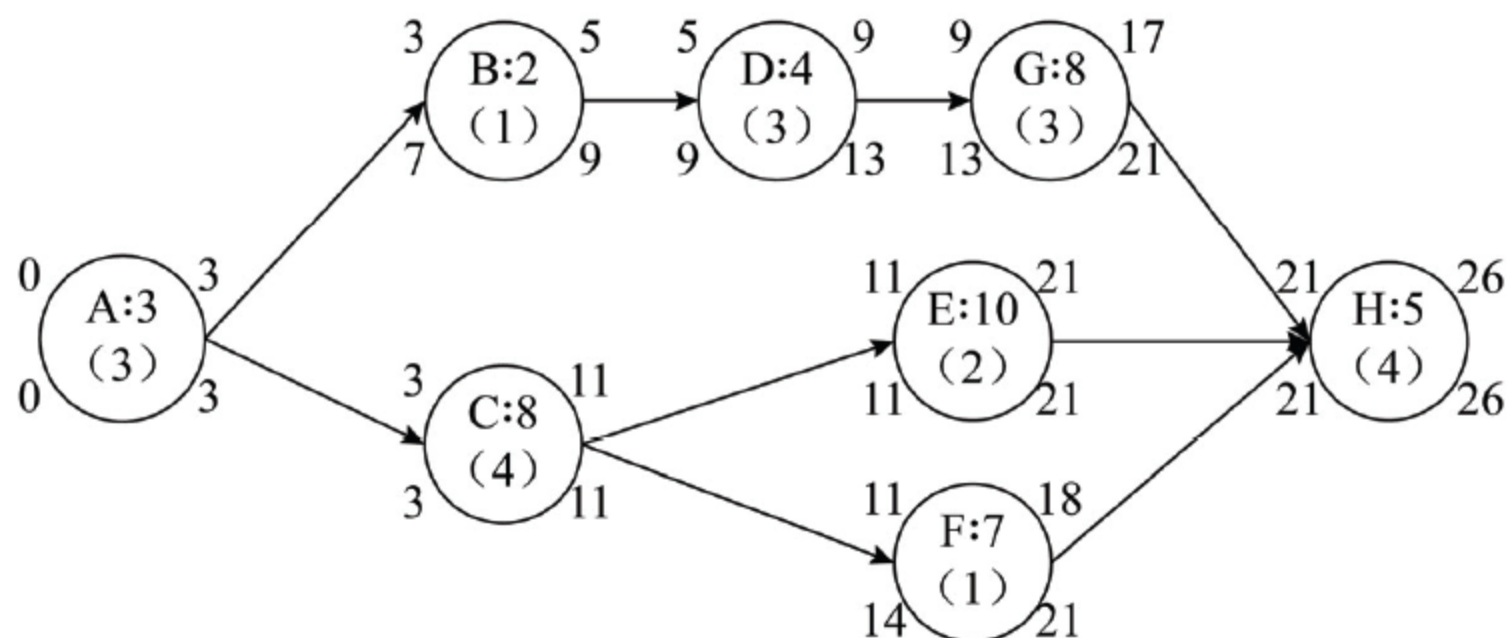 3 5 5 9 9 17
B:2 D:4 G:8
（1） （3） （3）
7 9 9 13 13 21
0 3 11 21 21 26
A:3 E:10 H:5
（3） （2） （4）
0 3 11 21 21 26
3 11
C:8
（4）
3 11
11 18
F:7
（1）
14 21